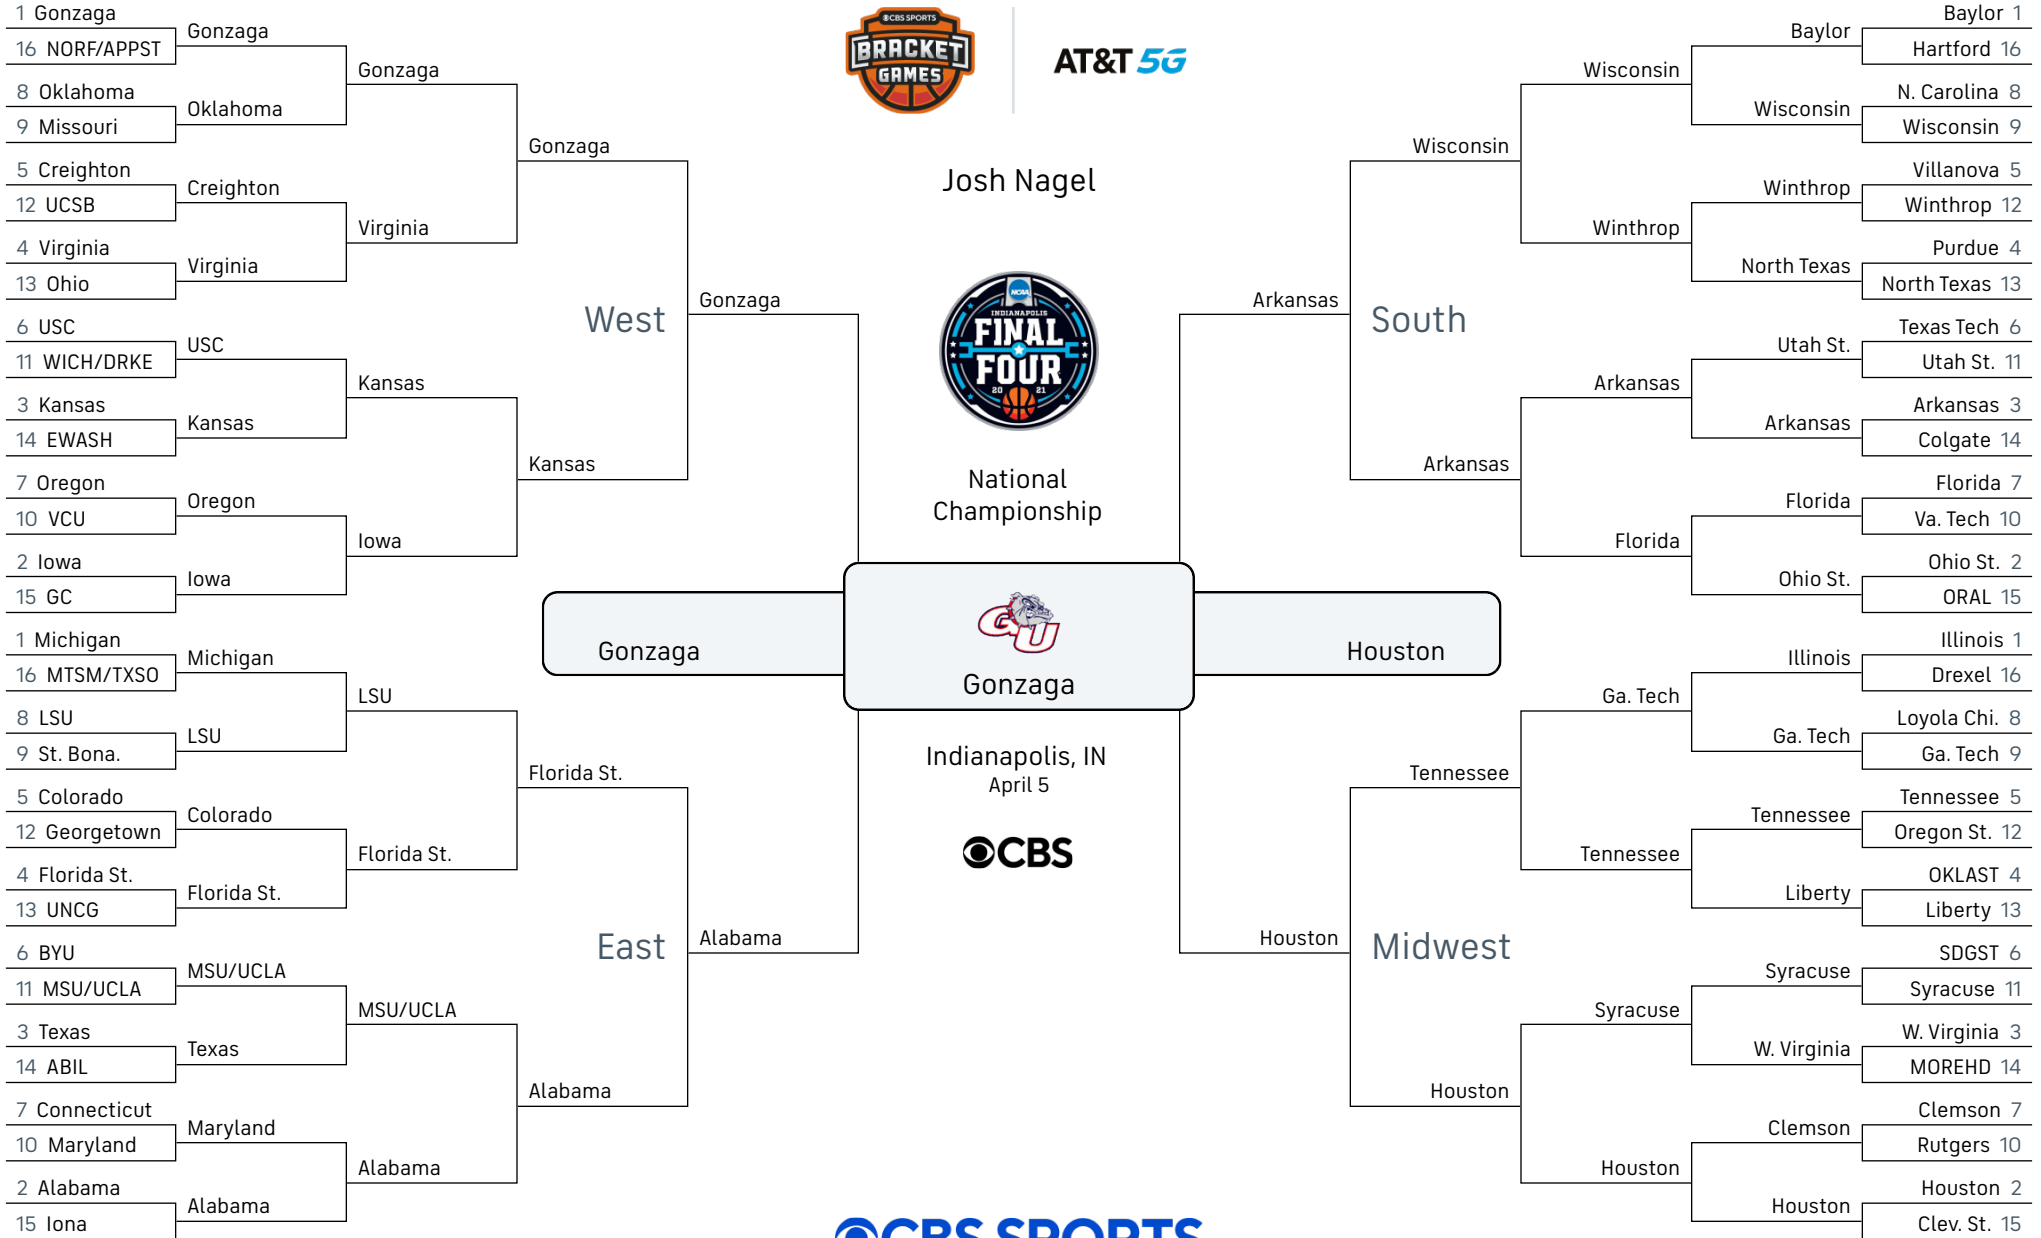 1 Gonzaga
16 NORF/APPST
8 Oklahoma
9 Missouri
5 Creighton
12 UCSB
4 Virginia
13 Ohio
6 USC
11 WICH/DRKE
3 Kansas
14 EWASH
7 Oregon
10 VCU
2 Iowa
15 GC
Gonzaga
Oklahoma
Creighton
Virginia
USC
Kansas
Oregon
Iowa
Gonzaga
Virginia
Kansas
Iowa
Gonzaga
Kansas
West
Gonzaga
1 Michigan
16 MTSM/TXSO
8 LSU
9 St. Bona.
5 Colorado
12 Georgetown
4 Florida St.
13 UNCG
6 BYU
11 MSU/UCLA
3 Texas
14 ABIL
7 Connecticut
10 Maryland
2 Alabama
15 Iona
Michigan
LSU
Colorado
Florida St.
MSU/UCLA
Texas
Maryland
Alabama
LSU
Florida St.
MSU/UCLA
Alabama
Florida St.
Alabama
East
Alabama
CBS SPORTS
BRACKET
GAMES
AT&T 5G
Josh Nagel
NCAA
INDIANAPOLIS
FINAL
FOUR
20 21
National
Championship
Gonzaga
GU
Gonzaga
Houston
Indianapolis, IN
April 5
CBS
CBS SPORTS
Baylor 1
Hartford 16
N. Carolina 8
Wisconsin 9
Villanova 5
Winthrop 12
Purdue 4
North Texas 13
Texas Tech 6
Utah St. 11
Arkansas 3
Colgate 14
Florida 7
Va. Tech 10
Ohio St. 2
ORAL 15
Baylor
Wisconsin
Winthrop
North Texas
Utah St.
Arkansas
Florida
Ohio St.
Wisconsin
Winthrop
Arkansas
Florida
Wisconsin
Arkansas
South
Arkansas
Illinois 1
Drexel 16
Loyola Chi. 8
Ga. Tech 9
Tennessee 5
Oregon St. 12
OKLAST 4
Liberty 13
SDGST 6
Syracuse 11
W. Virginia 3
MOREHD 14
Clemson 7
Rutgers 10
Houston 2
Clev. St. 15
Illinois
Ga. Tech
Tennessee
Liberty
Syracuse
W. Virginia
Clemson
Houston
Ga. Tech
Tennessee
Syracuse
Houston
Tennessee
Houston
Midwest
Houston